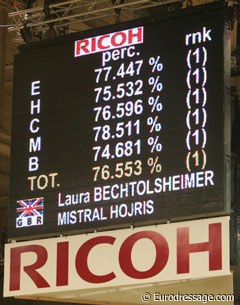 RICOH
perc. rnk
E 77.447 % (1)
H 75.532 % (1)
C 76.596 % (1)
M 78.511 % (1)
B 74.681 % (1)
TOT. 76.553 % (1)
Laura BECHTOLSHEIMER
GBR MISTRAL HOJRIS
RICOH
© Eurodressage.com